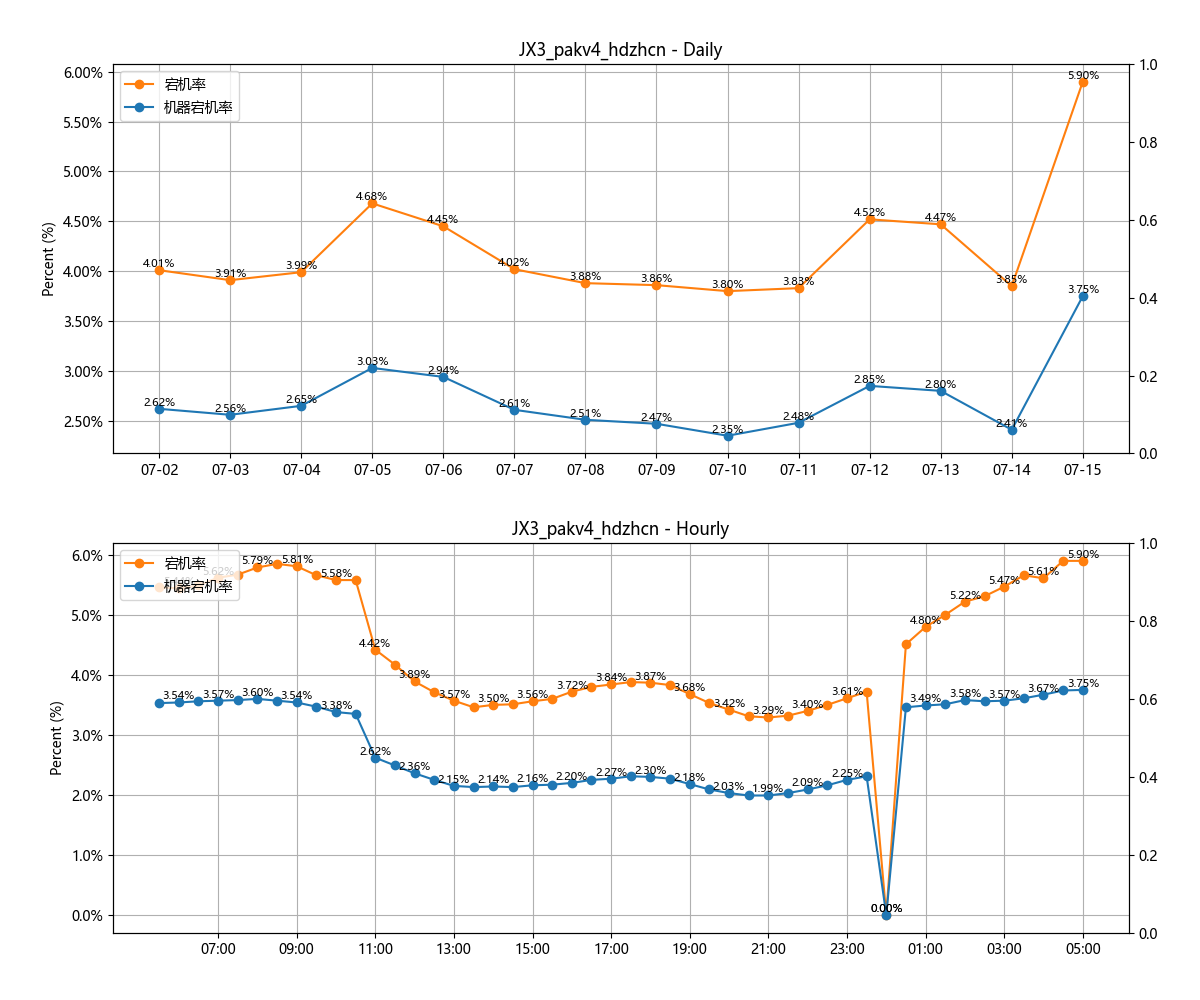 JX3_pakv4_hdzhcn - Daily
宕机率
机器宕机率
Percent (%)
6.00%
5.50%
5.00%
4.50%
4.00%
3.50%
3.00%
2.50%
1.0
0.8
0.6
0.4
0.2
0.0
4.01% 3.91% 3.99% 4.68% 4.45% 4.02% 3.88% 3.86% 3.80% 3.83% 4.52% 4.47% 3.85% 5.90%
2.62% 2.56% 2.65% 3.03% 2.94% 2.61% 2.51% 2.47% 2.35% 2.48% 2.85% 2.80% 2.41% 3.75%
07-02 07-03 07-04 07-05 07-06 07-07 07-08 07-09 07-10 07-11 07-12 07-13 07-14 07-15
JX3_pakv4_hdzhcn - Hourly
宕机率
机器宕机率
Percent (%)
6.0%
5.0%
4.0%
3.0%
2.0%
1.0%
0.0%
1.0
0.8
0.6
0.4
0.2
0.0
5.62% 5.79% 5.81% 5.58% 4.42% 3.89% 3.57% 3.50% 3.56% 3.72% 3.84% 3.87% 3.68% 3.42% 3.29% 3.40% 3.61% 0.00% 4.80% 5.22% 5.47% 5.61% 5.90%
3.54% 3.57% 3.60% 3.54% 3.38% 2.62% 2.36% 2.15% 2.14% 2.16% 2.20% 2.27% 2.30% 2.18% 2.03% 1.99% 2.09% 2.25% 0.00% 3.49% 3.58% 3.57% 3.67% 3.75%
07:00 09:00 11:00 13:00 15:00 17:00 19:00 21:00 23:00 01:00 03:00 05:00